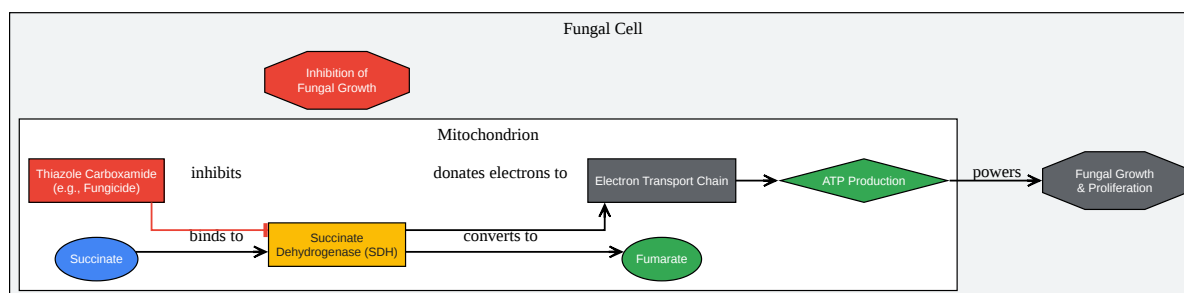 Fungal Cell
Inhibition of
Fungal Growth
Mitochondrion
Thiazole Carboxamide
(e.g., Fungicide)
inhibits
donates electrons to
Electron Transport Chain
ATP Production
powers
Fungal Growth
& Proliferation
Succinate
binds to
Succinate
Dehydrogenase (SDH)
converts to
Fumarate